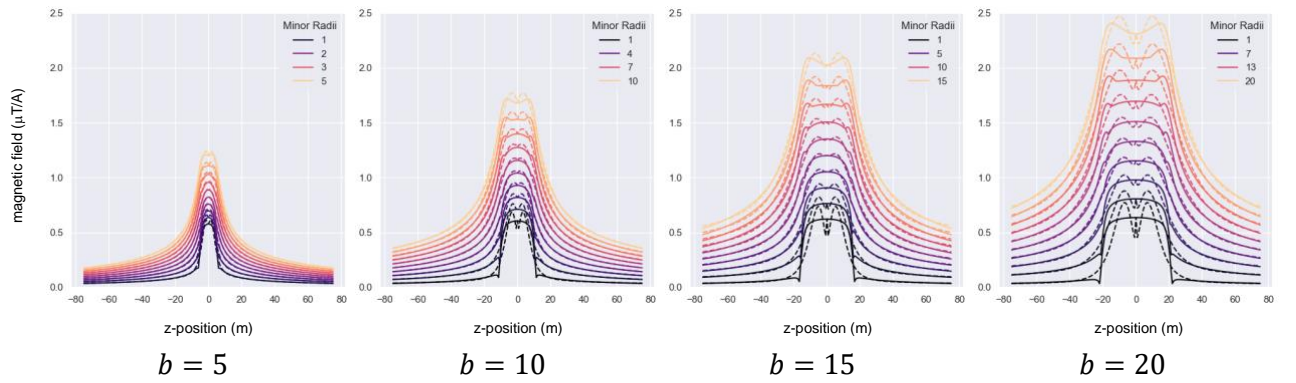 magnetic field (μT/A)
2.5
2.0
1.5
1.0
0.5
0.0
Minor Radii
1
2
3
5
−80 −60 −40 −20 0 20 40 60 80
z-position (m)
b = 5
2.5
2.0
1.5
1.0
0.5
0.0
Minor Radii
1
4
7
10
−80 −60 −40 −20 0 20 40 60 80
z-position (m)
b = 10
2.5
2.0
1.5
1.0
0.5
0.0
Minor Radii
1
5
10
15
−80 −60 −40 −20 0 20 40 60 80
z-position (m)
b = 15
2.5
2.0
1.5
1.0
0.5
0.0
Minor Radii
1
7
13
20
−80 −60 −40 −20 0 20 40 60 80
z-position (m)
b = 20